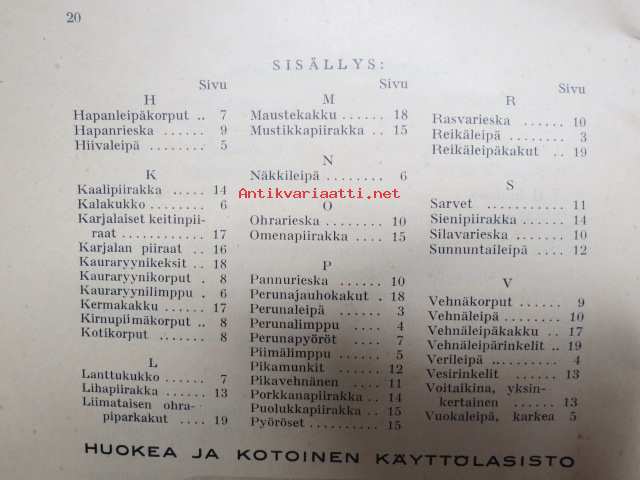 20
SISÄLLYS:
Sivu
H
Hapanleipäkorput .. 7
Hapanrieska ...... 9
Hiivaleipä ........ 5
K
Kaalipiirakka ..... 14
Kalakukko ........ 6
Karjalaiset keitinpii-
raat ............ 17
Karjalan piiraat .. 16
Kauraryynikeksit .. 18
Kauraryynikorput . 8
Kauraryynilimppu . 6
Kermakakku ...... 17
Kirnupiimäkorput .. 8
Kotikorput ....... 8
L
Lanttukukko ...... 7
Lihapiirakka ...... 13
Liimataisen ohra-
piparkakut ...... 19
Sivu
M
Maustekakku ...... 18
Mustikkapiirakka .. 15
N
Näkkileipä ........ 6
Antikvariaatti.net
O
Ohrarieska ........ 10
Omenapiirakka .... 15
P
Pannurieska ...... 10
Perunajauhokakut . 18
Perunaleipä ...... 3
Perunalimppu .... 4
Perunapyöröt .... 7
Piimälimppu ...... 5
Pikamunkit ...... 12
Pikavehnänen .... 11
Porkkanapiirakka .. 14
Puolukkapiirakka .. 15
Pyöröset .......... 15
Sivu
R
Rasvarieska ...... 10
Reikäleipä ........ 3
Reikäleipäkakut .. 19
S
Sarvet ............ 11
Sienipiirakka ...... 14
Silavarieska ...... 10
Sunnuntaileipä .... 12
V
Vehnäkorput ...... 9
Vehnäleipä ........ 10
Vehnäleipäkakku .. 17
Vehnäleipärinkelit .. 19
Verileipä .......... 4
Vesirinkelit ...... 13
Voitaikina, yksin-
kertainen ...... 13
Vuokaleipä, karkea 5
HUOKEA JA KOTOINEN KÄYTTÖLASISTO